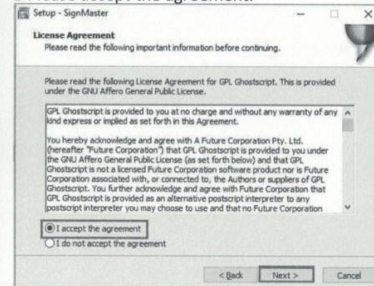 Setup - SignMaster
License Agreement
Please read the following important information before continuing.
Please read the following License Agreement for GPL Ghostscript. This is provided
under the GNU Affero General Public License.
GPL Ghostscript is provided to you at no charge and without any warranty of any
kind express or implied as set forth in this Agreement.
You hereby acknowledge and agree with A Future Corporation Pty. Ltd.
(hereafter "Future Corporation") that GPL Ghostscript is provided to you under
the GNU Affero General Public License (as set forth below) and that GPL
Ghostscript is not a licensed Future Corporation software product nor is Future
Corporation associated with, or connected to, the Authors or suppliers of GPL
Ghostscript. You further acknowledge and agree with Future Corporation that
GPL Ghostscript is provided as an alternative postscript interpreter to any
postscript interpreter you may choose to use and that no Future Corporation
I accept the agreement
I do not accept the agreement
< Back
Next >
Cancel